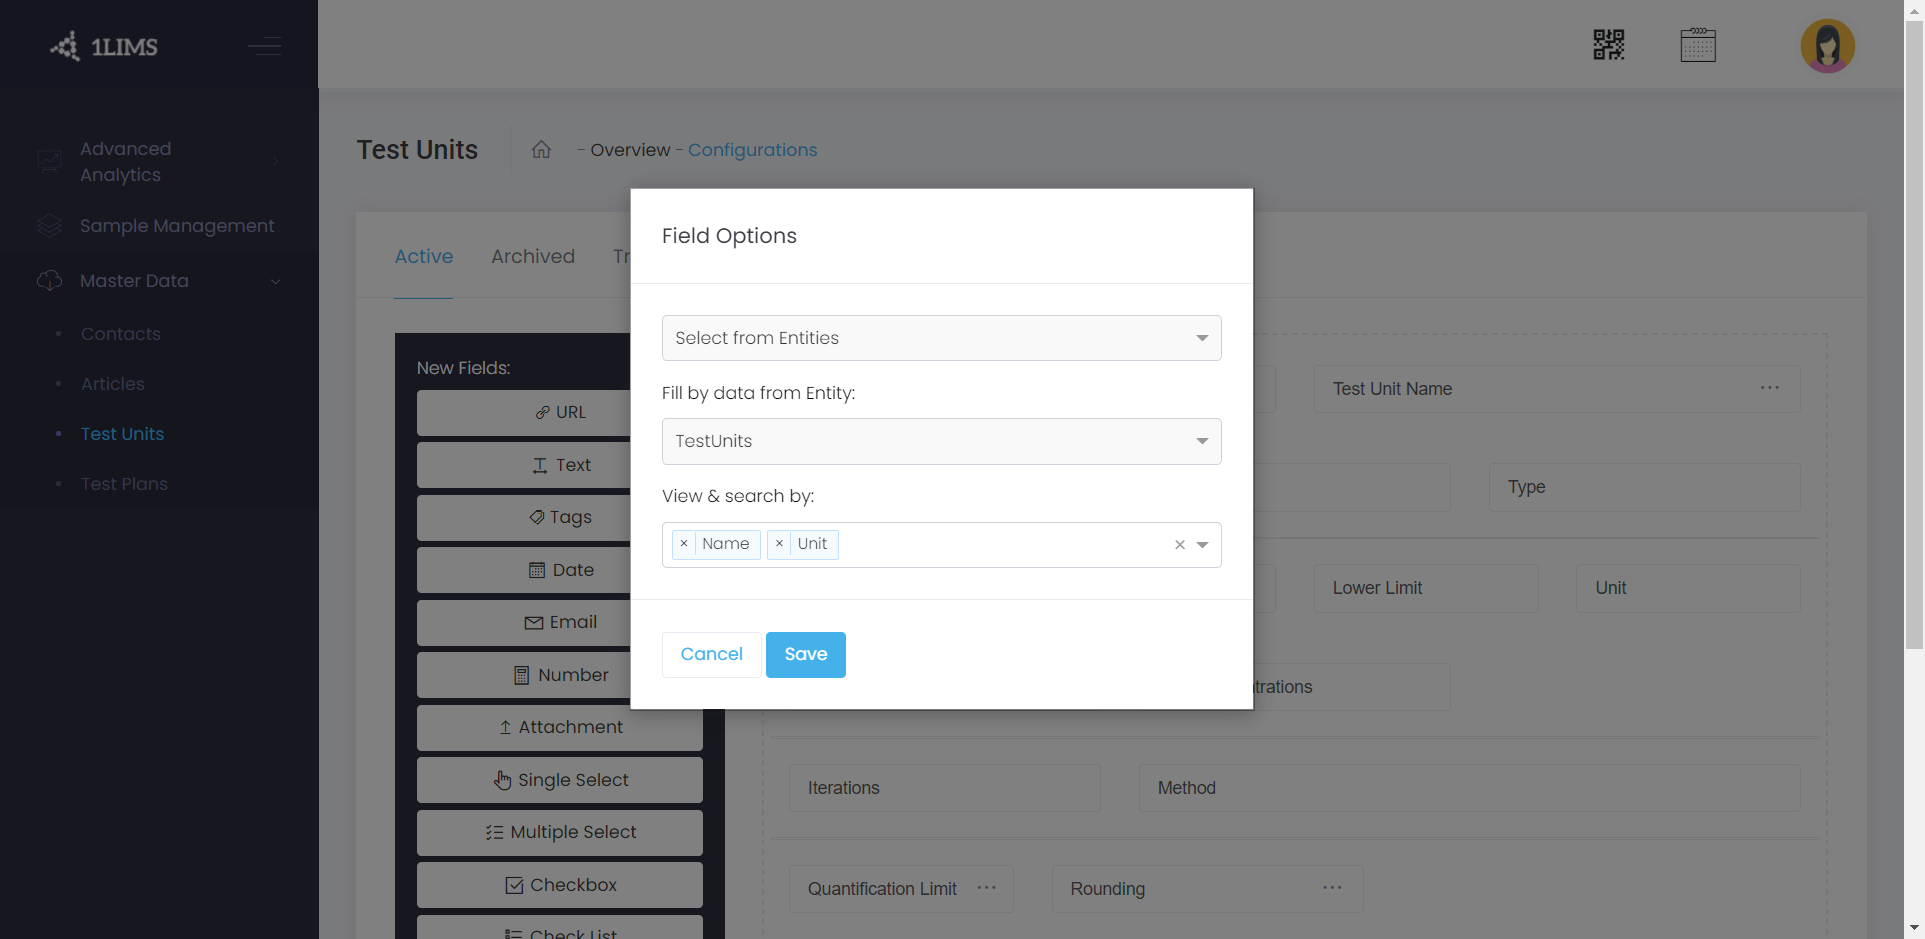 1LIMS
Advanced
Analytics
Sample Management
Master Data
Contacts
Articles
Test Units
Test Plans
Test Units
- Overview - Configurations
Active
Archived
Tr
New Fields:
URL
Text
Tags
Date
Email
Number
Attachment
Single Select
Multiple Select
Checkbox
Check List
Field Options
Select from Entities
Fill by data from Entity:
TestUnits
View & search by:
× Name × Unit
Cancel
Save
Test Unit Name
Type
Lower Limit
Unit
trations
Iterations
Method
Quantification Limit
Rounding